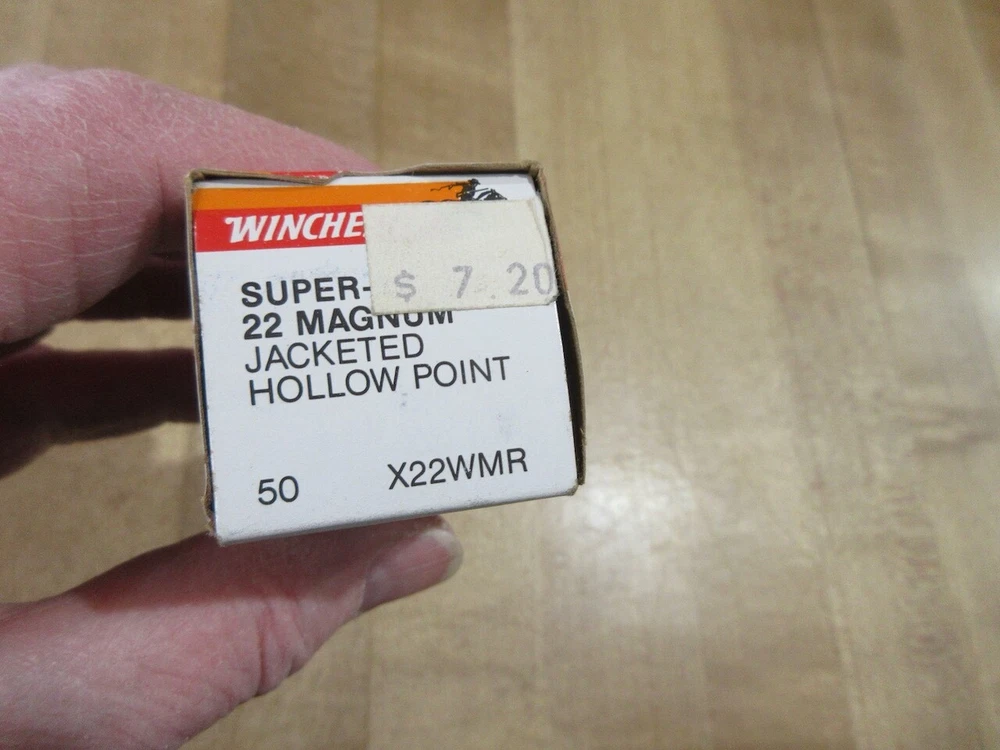 WINCHE
$ 7.20
SUPER-
22 MAGNUM
JACKETED
HOLLOW POINT
50 X22WMR